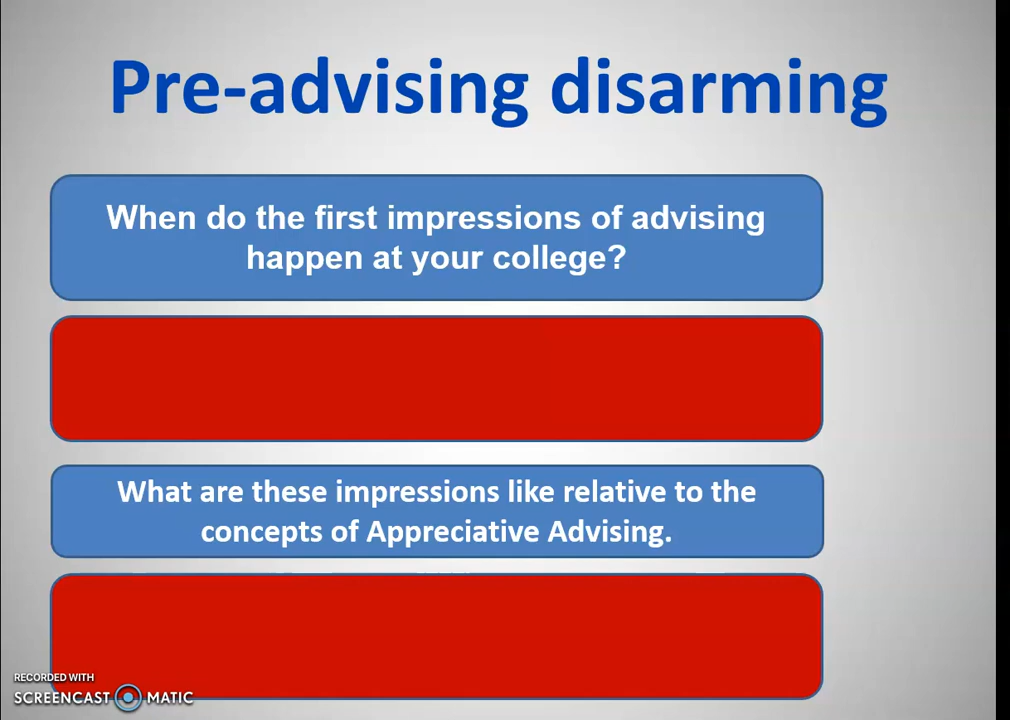 Pre-advising disarming
When do the first impressions of advising
happen at your college?
What are these impressions like relative to the
concepts of Appreciative Advising.
RECORDED WITH
SCREENCAST MATIC